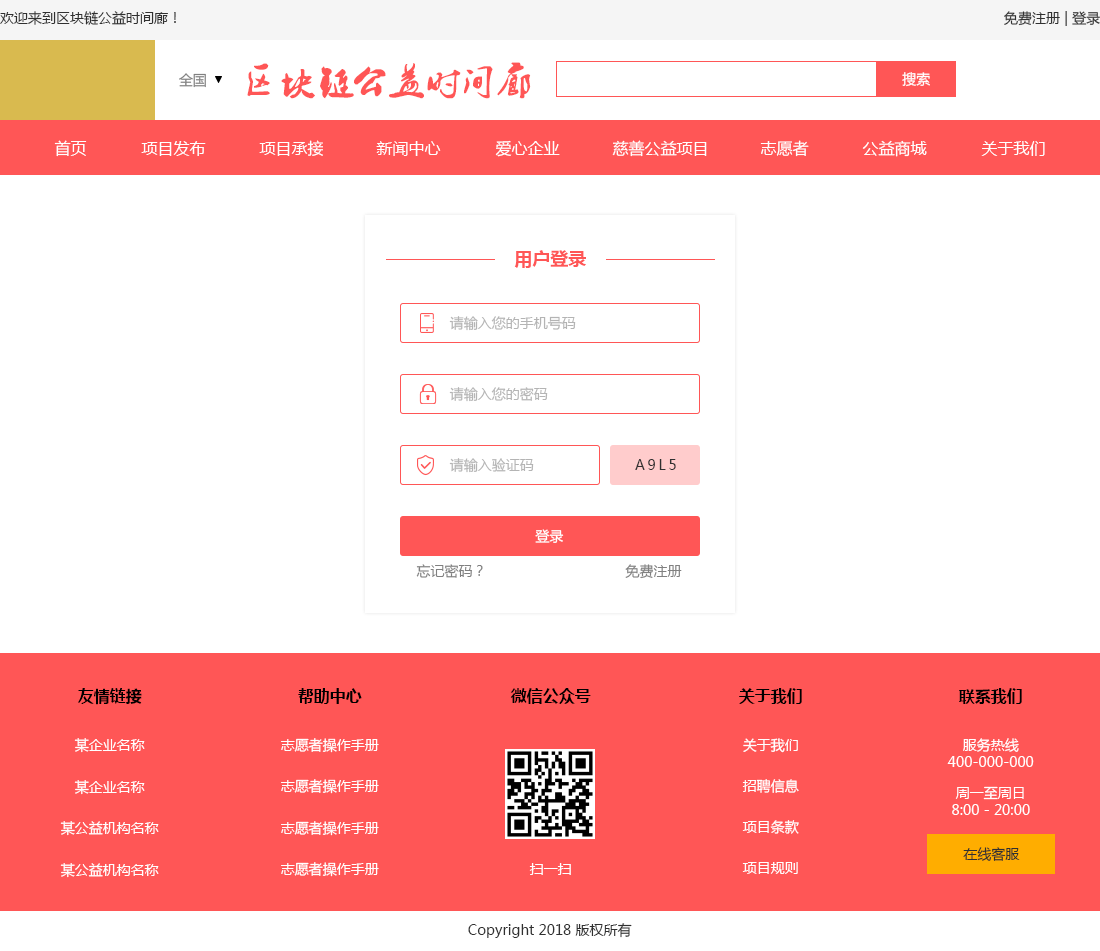 欢迎来到区块链公益时间廊！
免费注册 | 登录
全国 ▼
区块链公益时间廊
搜索
首页 项目发布 项目承接 新闻中心 爱心企业 慈善公益项目 志愿者 公益商城 关于我们
用户登录
请输入您的手机号码
请输入您的密码
请输入验证码
A9L5
登录
忘记密码？ 免费注册
友情链接
某企业名称
某企业名称
某公益机构名称
某公益机构名称
帮助中心
志愿者操作手册
志愿者操作手册
志愿者操作手册
志愿者操作手册
微信公众号
扫一扫
关于我们
关于我们
招聘信息
项目条款
项目规则
联系我们
服务热线
400-000-000
周一至周日
8:00 - 20:00
在线客服
Copyright 2018 版权所有